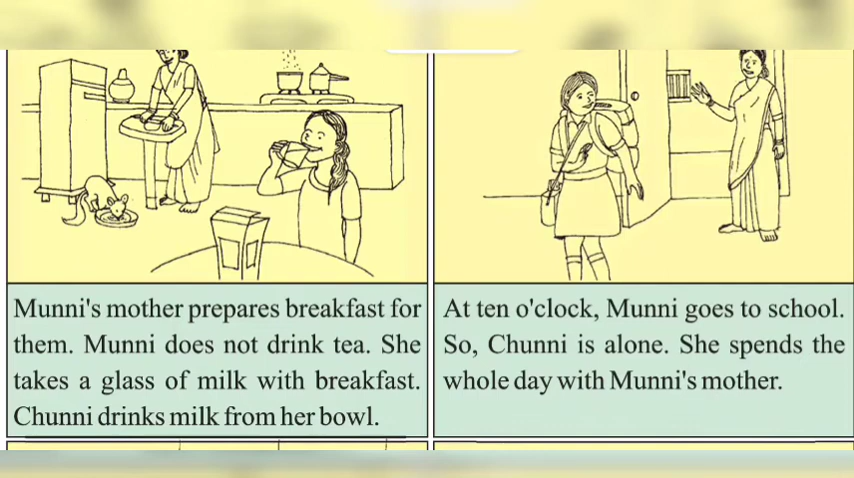 Munni's mother prepares breakfast for
them. Munni does not drink tea. She
takes a glass of milk with breakfast.
Chunni drinks milk from her bowl.
At ten o'clock, Munni goes to school.
So, Chunni is alone. She spends the
whole day with Munni's mother.